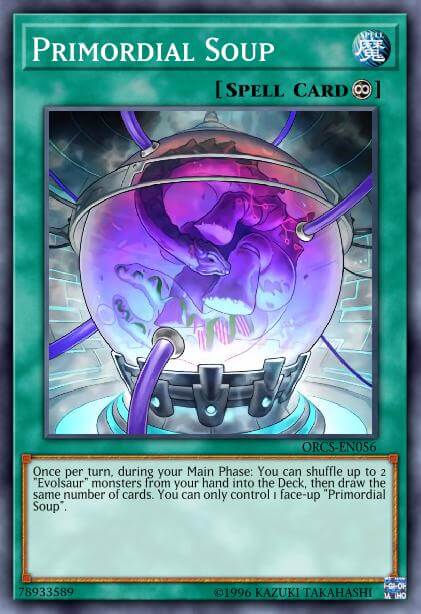 Primordial Soup
SPELL
魔
[Spell Card]
ORCS-EN056
Once per turn, during your Main Phase: You can shuffle up to 2
"Evolsaur" monsters from your hand into the Deck, then draw the
same number of cards. You can only control 1 face-up "Primordial
Soup".
78933589
©1996 KAZUKI TAKAHASHI